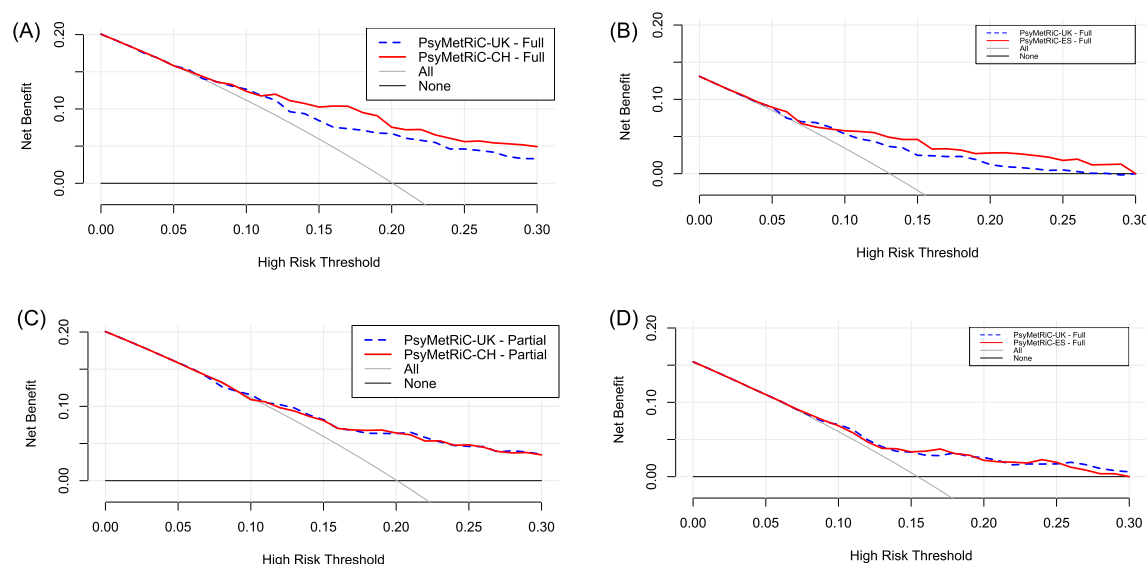 (A)
Net Benefit
0.20
0.10
0.00
PsyMetRiC-UK - Full
PsyMetRiC-CH - Full
All
None
0.00 0.05 0.10 0.15 0.20 0.25 0.30
High Risk Threshold
(B)
Net Benefit
0.20
0.10
0.00
PsyMetRiC-UK - Full
PsyMetRiC-ES - Full
All
None
0.00 0.05 0.10 0.15 0.20 0.25 0.30
High Risk Threshold
(C)
Net Benefit
0.20
0.10
0.00
PsyMetRiC-UK - Partial
PsyMetRiC-CH - Partial
All
None
0.00 0.05 0.10 0.15 0.20 0.25 0.30
High Risk Threshold
(D)
Net Benefit
0.20
0.10
0.00
PsyMetRiC-UK - Full
PsyMetRiC-ES - Full
All
None
0.00 0.05 0.10 0.15 0.20 0.25 0.30
High Risk Threshold